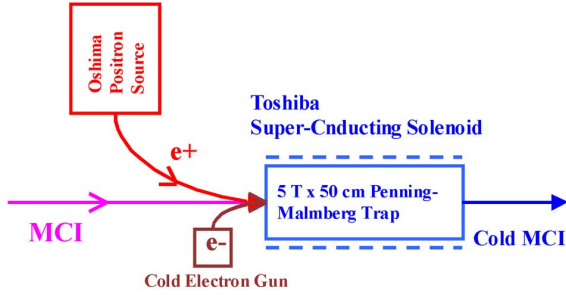 Oshima
Positron
Source
e+
Toshiba
Super-Cnducting Solenoid
5 T x 50 cm Penning-
Malmberg Trap
MCI
e-
Cold Electron Gun
Cold MCI